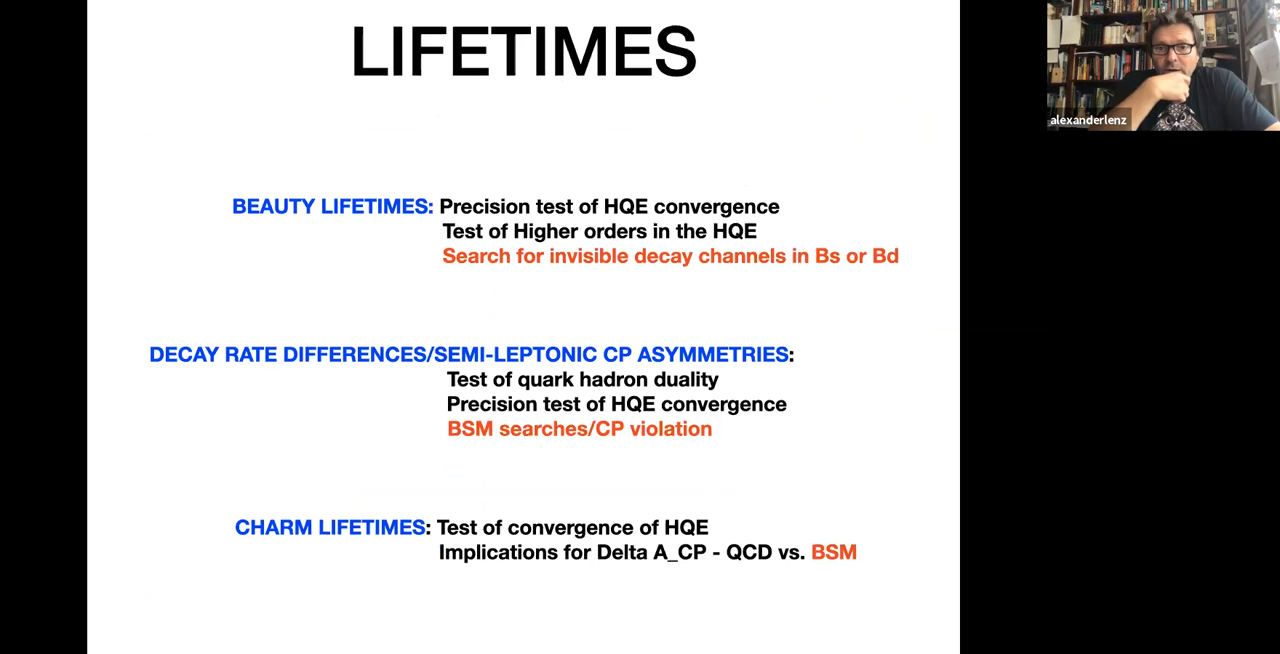 LIFETIMES
alexanderlenz
BEAUTY LIFETIMES: Precision test of HQE convergence
Test of Higher orders in the HQE
Search for invisible decay channels in Bs or Bd
DECAY RATE DIFFERENCES/SEMI-LEPTONIC CP ASYMMETRIES:
Test of quark hadron duality
Precision test of HQE convergence
BSM searches/CP violation
CHARM LIFETIMES: Test of convergence of HQE
Implications for Delta A_CP - QCD vs. BSM